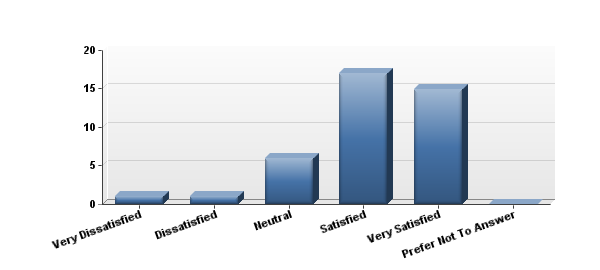 20
15
10
5
0
Very Dissatisfied
Dissatisfied
Neutral
Satisfied
Very Satisfied
Prefer Not To Answer